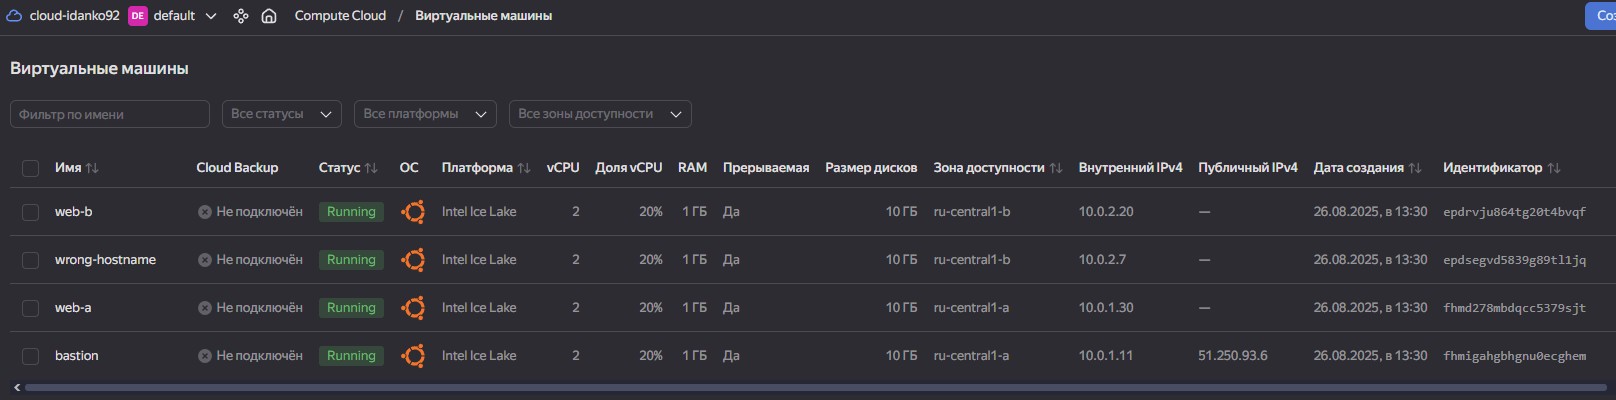 cloud-idanko92 DE default Compute Cloud / Виртуальные машины
Виртуальные машины
Фильтр по имени Все статусы Все платформы Все зоны доступности
Имя Cloud Backup Статус ОС Платформа vCPU Доля vCPU RAM Прерываемая Размер дисков Зона доступности Внутренний IPv4 Публичный IPv4 Дата создания Идентификатор
web-b Не подключён Running Intel Ice Lake 2 20% 1 ГБ Да 10 ГБ ru-central1-b 10.0.2.20 — 26.08.2025, в 13:30 epdrvju864tg20t4bvqf
wrong-hostname Не подключён Running Intel Ice Lake 2 20% 1 ГБ Да 10 ГБ ru-central1-b 10.0.2.7 — 26.08.2025, в 13:30 epdsegvd5839g89tl1jq
web-a Не подключён Running Intel Ice Lake 2 20% 1 ГБ Да 10 ГБ ru-central1-a 10.0.1.30 — 26.08.2025, в 13:30 fhmd278mbdqcc5379sjt
bastion Не подключён Running Intel Ice Lake 2 20% 1 ГБ Да 10 ГБ ru-central1-a 10.0.1.11 51.250.93.6 26.08.2025, в 13:30 fhmigahgbhgnu0ecghem